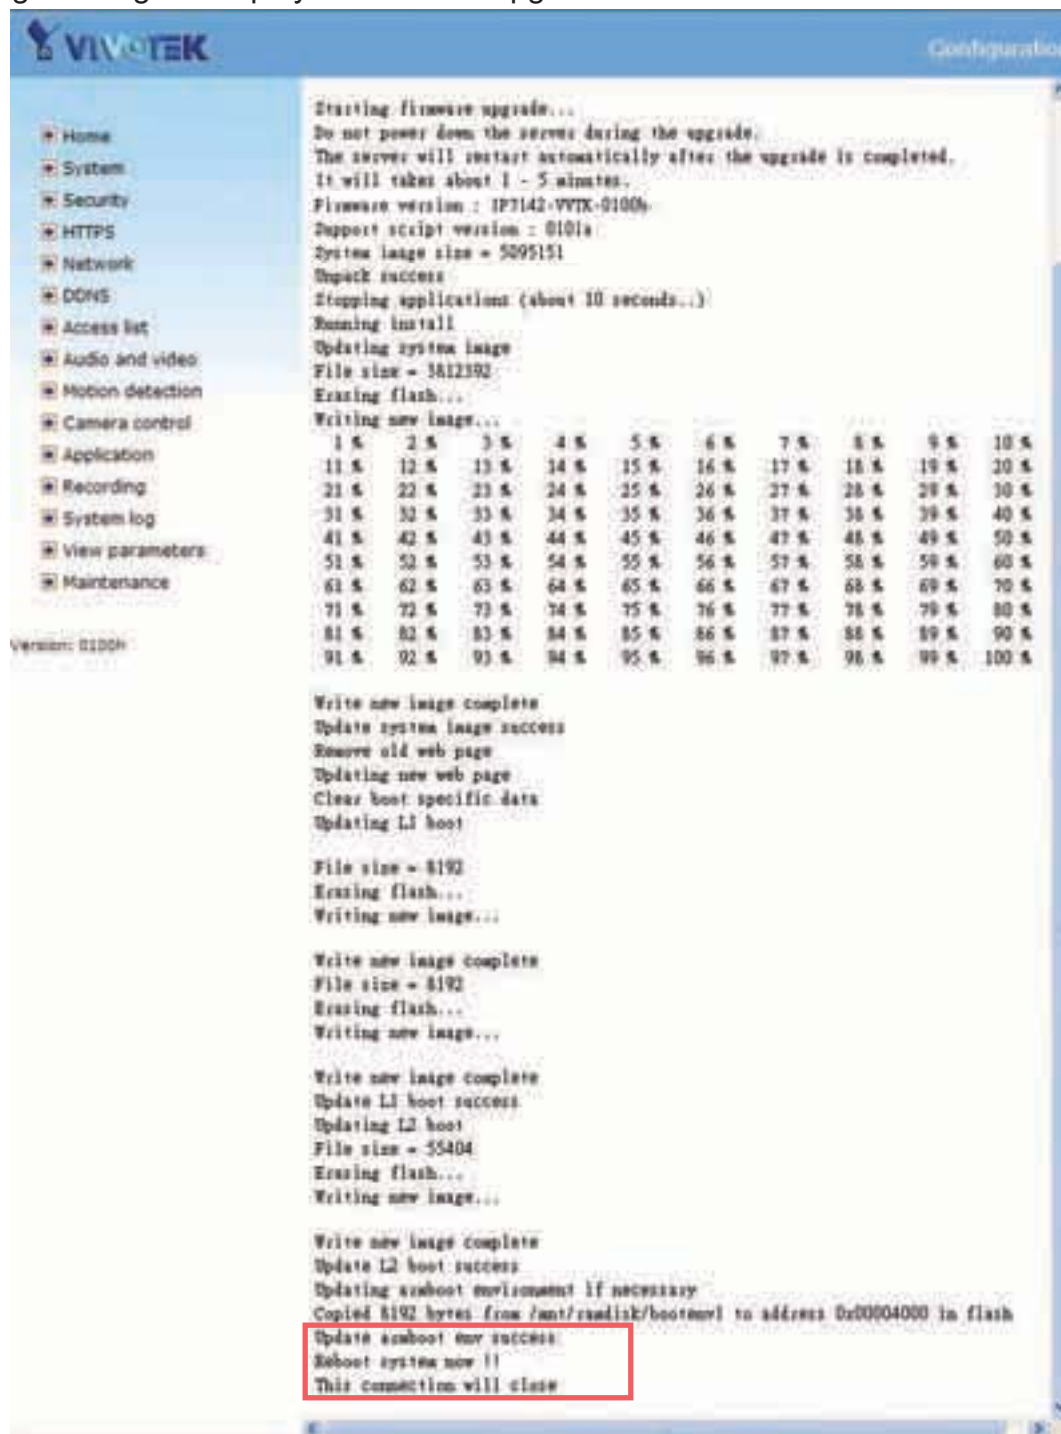 VIVOTEK
Configuration
Home
System
Security
HTTPS
Network
DDNS
Access list
Audio and video
Motion detection
Camera control
Application
Recording
System log
View parameters
Maintenance
Version: 0100h
Starting firmware upgrade...
Do not power down the server during the upgrade.
The server will restart automatically after the upgrade is completed.
It will takes about 1 - 5 minutes.
Firmware version : IP7142-VVTK-0100h
Support script version : 0101a
System image size = 5095151
Unpack success
Stopping applications (about 10 seconds..)
Running install
Updating system image
File size = 3812392
Erasing flash...
Writing new image...
1 % 2 % 3 % 4 % 5 % 6 % 7 % 8 % 9 % 10 %
11 % 12 % 13 % 14 % 15 % 16 % 17 % 18 % 19 % 20 %
21 % 22 % 23 % 24 % 25 % 26 % 27 % 28 % 29 % 30 %
31 % 32 % 33 % 34 % 35 % 36 % 37 % 38 % 39 % 40 %
41 % 42 % 43 % 44 % 45 % 46 % 47 % 48 % 49 % 50 %
51 % 52 % 53 % 54 % 55 % 56 % 57 % 58 % 59 % 60 %
61 % 62 % 63 % 64 % 65 % 66 % 67 % 68 % 69 % 70 %
71 % 72 % 73 % 74 % 75 % 76 % 77 % 78 % 79 % 80 %
81 % 82 % 83 % 84 % 85 % 86 % 87 % 88 % 89 % 90 %
91 % 92 % 93 % 94 % 95 % 96 % 97 % 98 % 99 % 100 %
Write new image complete
Update system image success
Remove old web page
Updating new web page
Clear boot specific data
Updating L1 boot
File size = 8192
Erasing flash...
Writing new image...
Write new image complete
File size = 8192
Erasing flash...
Writing new image...
Write new image complete
Update L1 boot success
Updating L2 boot
File size = 55404
Erasing flash...
Writing new image...
Write new image complete
Update L2 boot success
Updating armboot environment if necessary
Copied 8192 bytes from /mnt/ramdisk/bootenv1 to address 0x00004000 in flash
Update armboot env success
Reboot system now !!
This connection will close